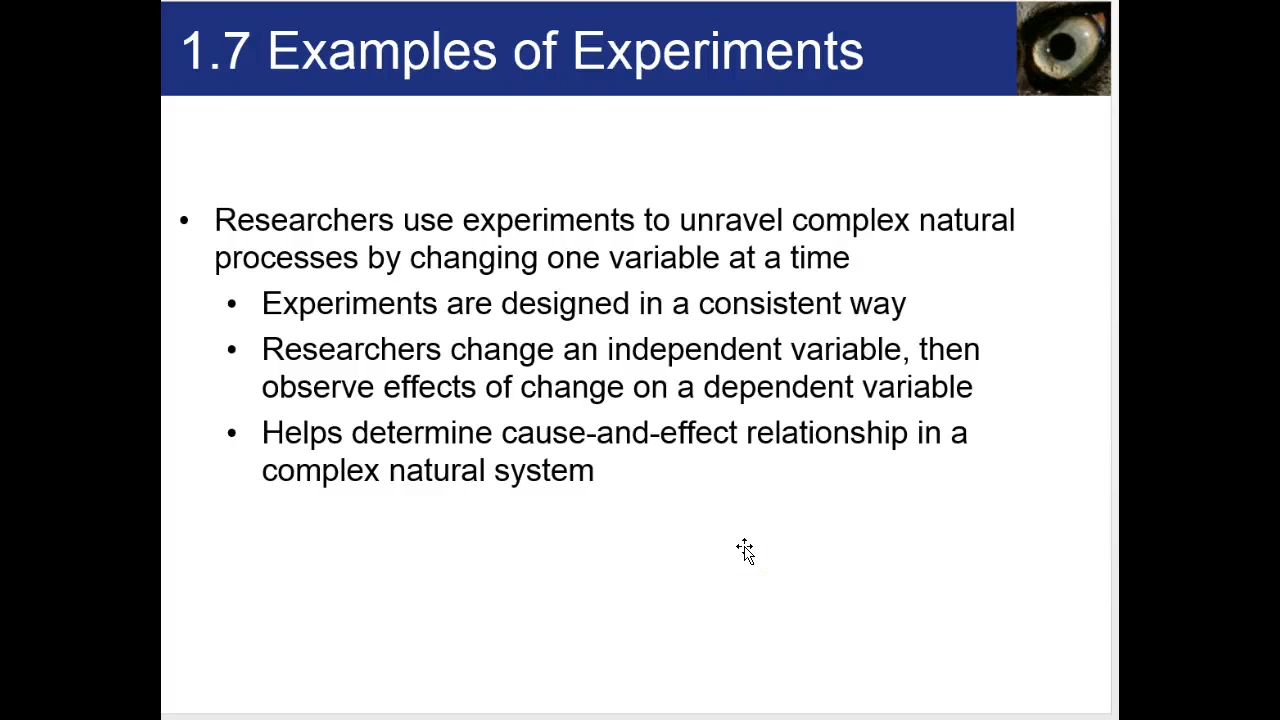 1.7 Examples of Experiments
• Researchers use experiments to unravel complex natural
processes by changing one variable at a time
• Experiments are designed in a consistent way
• Researchers change an independent variable, then
observe effects of change on a dependent variable
• Helps determine cause-and-effect relationship in a
complex natural system